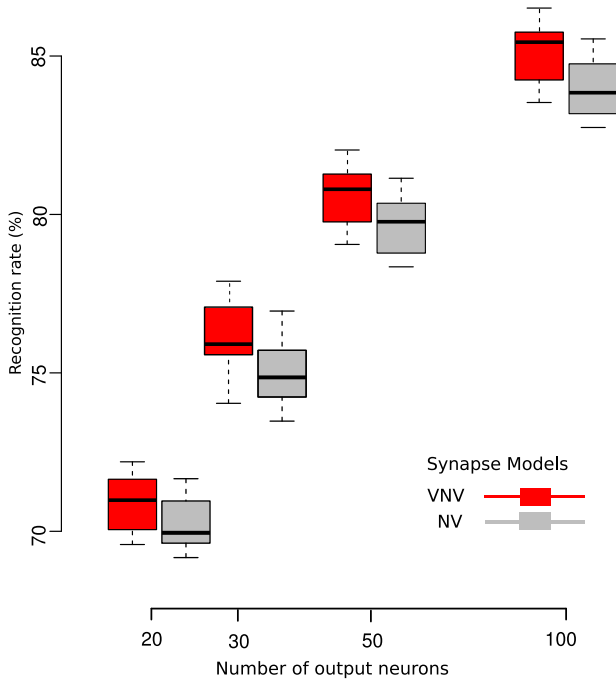 85
80
75
70
Recognition rate (%)
Synapse Models
VNV
NV
20 30 50 100
Number of output neurons